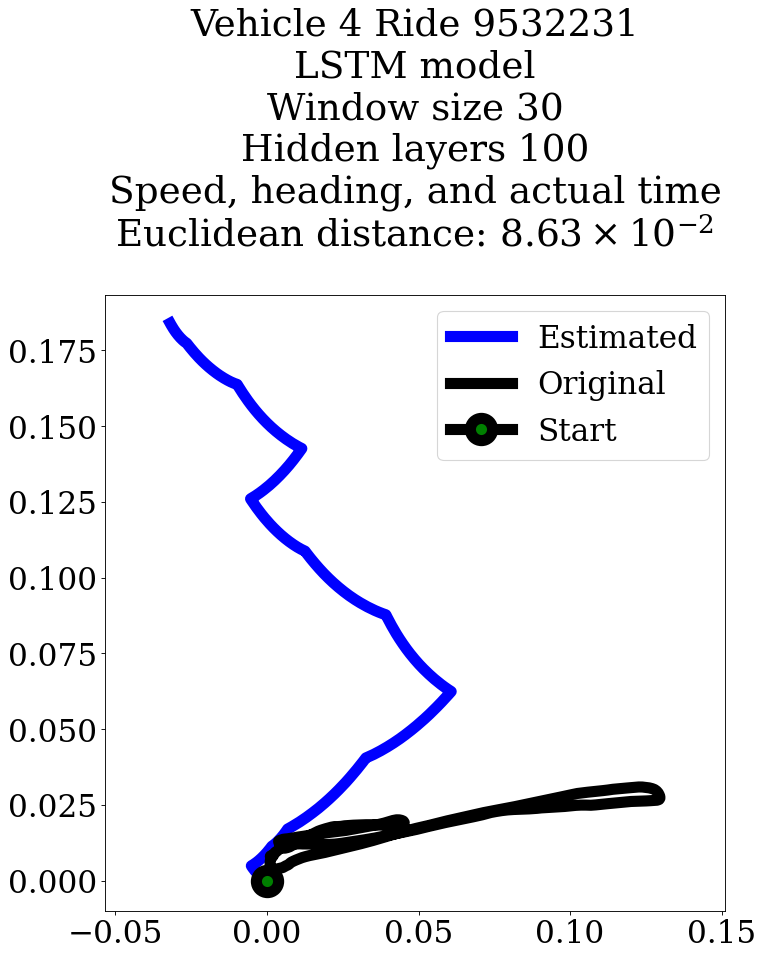 Vehicle 4 Ride 9532231
LSTM model
Window size 30
Hidden layers 100
Speed, heading, and actual time
Euclidean distance: 8.63 × 10⁻²
Estimated
Original
Start
0.175
0.150
0.125
0.100
0.075
0.050
0.025
0.000
−0.05 0.00 0.05 0.10 0.15